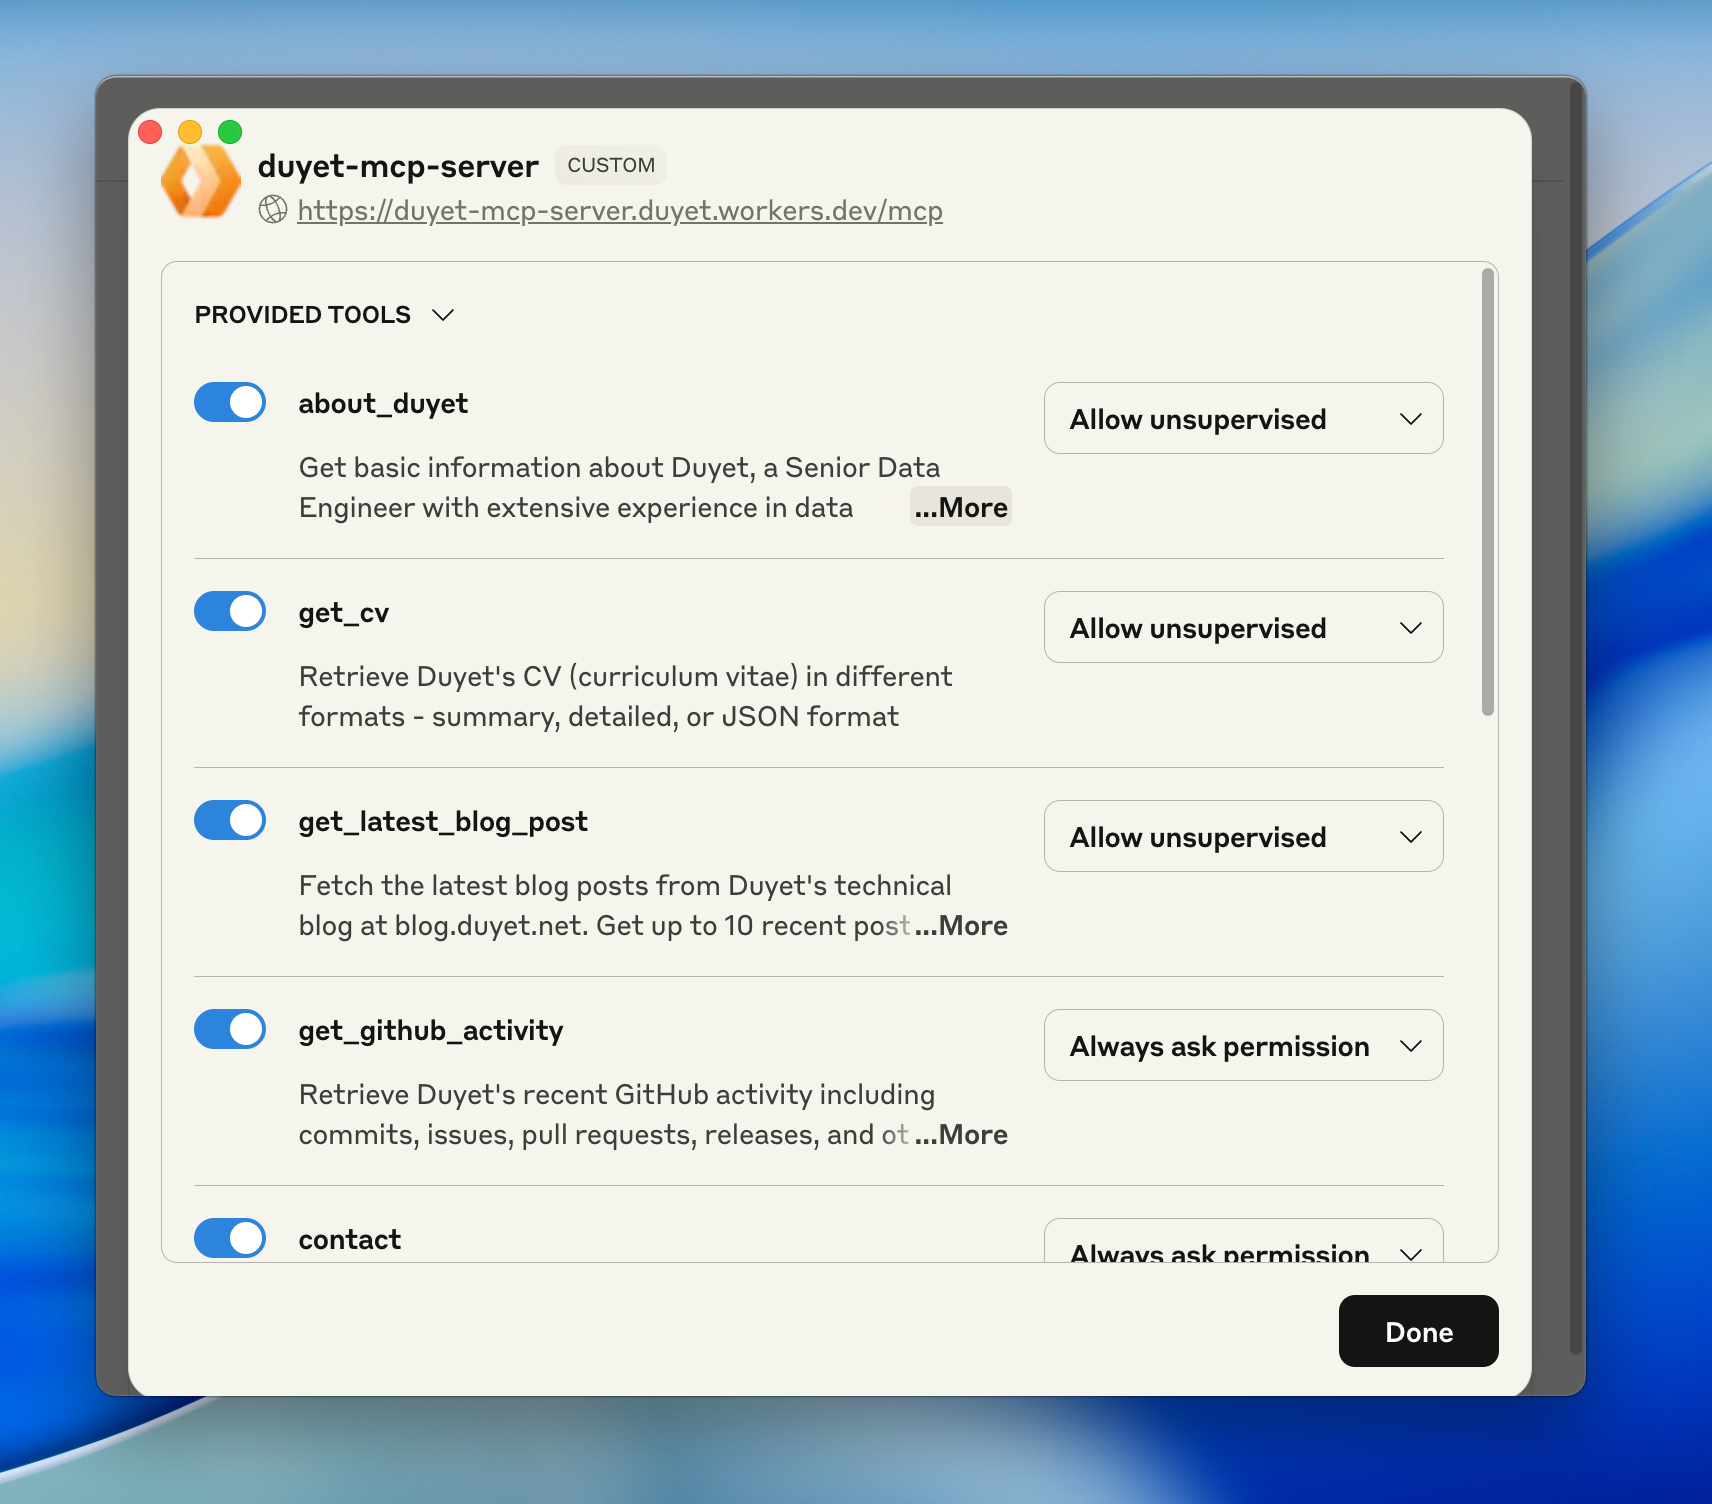 duyet-mcp-server CUSTOM
https://duyet-mcp-server.duyet.workers.dev/mcp
PROVIDED TOOLS
about_duyet
Allow unsupervised
Get basic information about Duyet, a Senior Data
Engineer with extensive experience in data ...More
get_cv
Allow unsupervised
Retrieve Duyet's CV (curriculum vitae) in different
formats - summary, detailed, or JSON format
get_latest_blog_post
Allow unsupervised
Fetch the latest blog posts from Duyet's technical
blog at blog.duyet.net. Get up to 10 recent post ...More
get_github_activity
Always ask permission
Retrieve Duyet's recent GitHub activity including
commits, issues, pull requests, releases, and ot ...More
contact
Always ask permission
Done